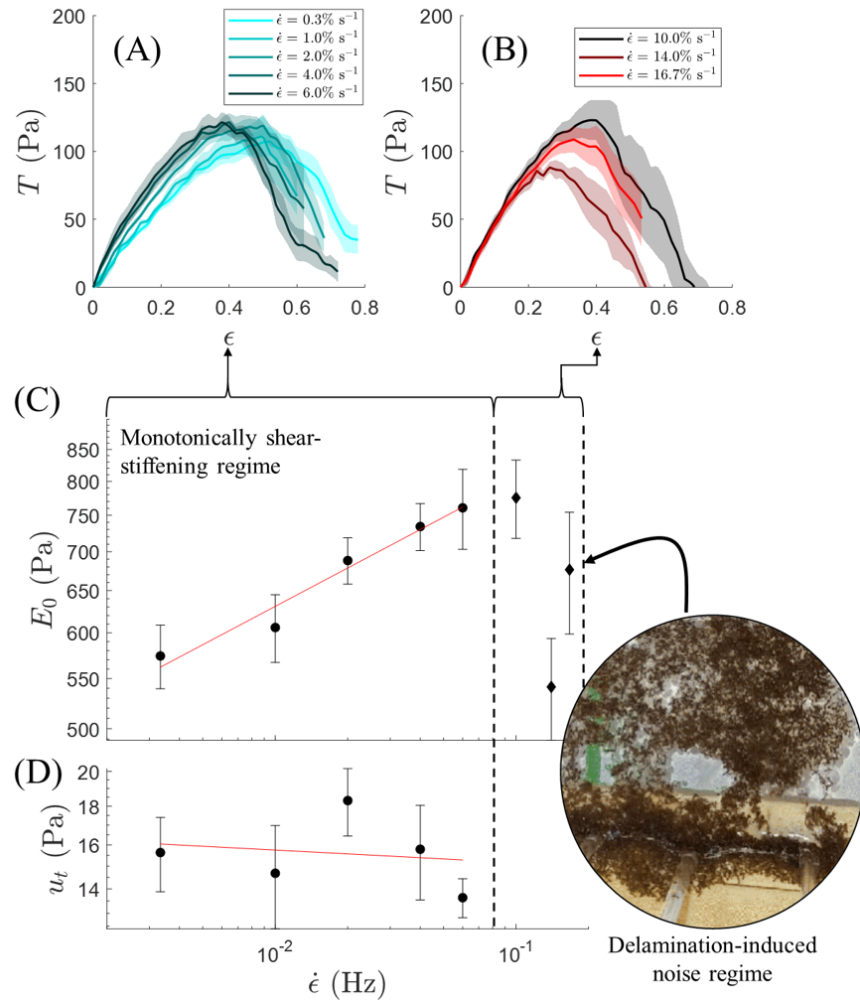 (A)
ε̇ = 0.3% s⁻¹
ε̇ = 1.0% s⁻¹
ε̇ = 2.0% s⁻¹
ε̇ = 4.0% s⁻¹
ε̇ = 6.0% s⁻¹
200
150
100
50
0
T (Pa)
0 0.2 0.4 0.6 0.8
ϵ
(B)
ε̇ = 10.0% s⁻¹
ε̇ = 14.0% s⁻¹
ε̇ = 16.7% s⁻¹
200
150
100
50
0
T (Pa)
0 0.2 0.4 0.6 0.8
ϵ
(C)
Monotonically shear-
stiffening regime
850
800
750
700
650
600
550
500
E₀ (Pa)
(D)
20
18
16
14
uₜ (Pa)
10⁻² 10⁻¹
ϵ̇ (Hz)
Delamination-induced
noise regime